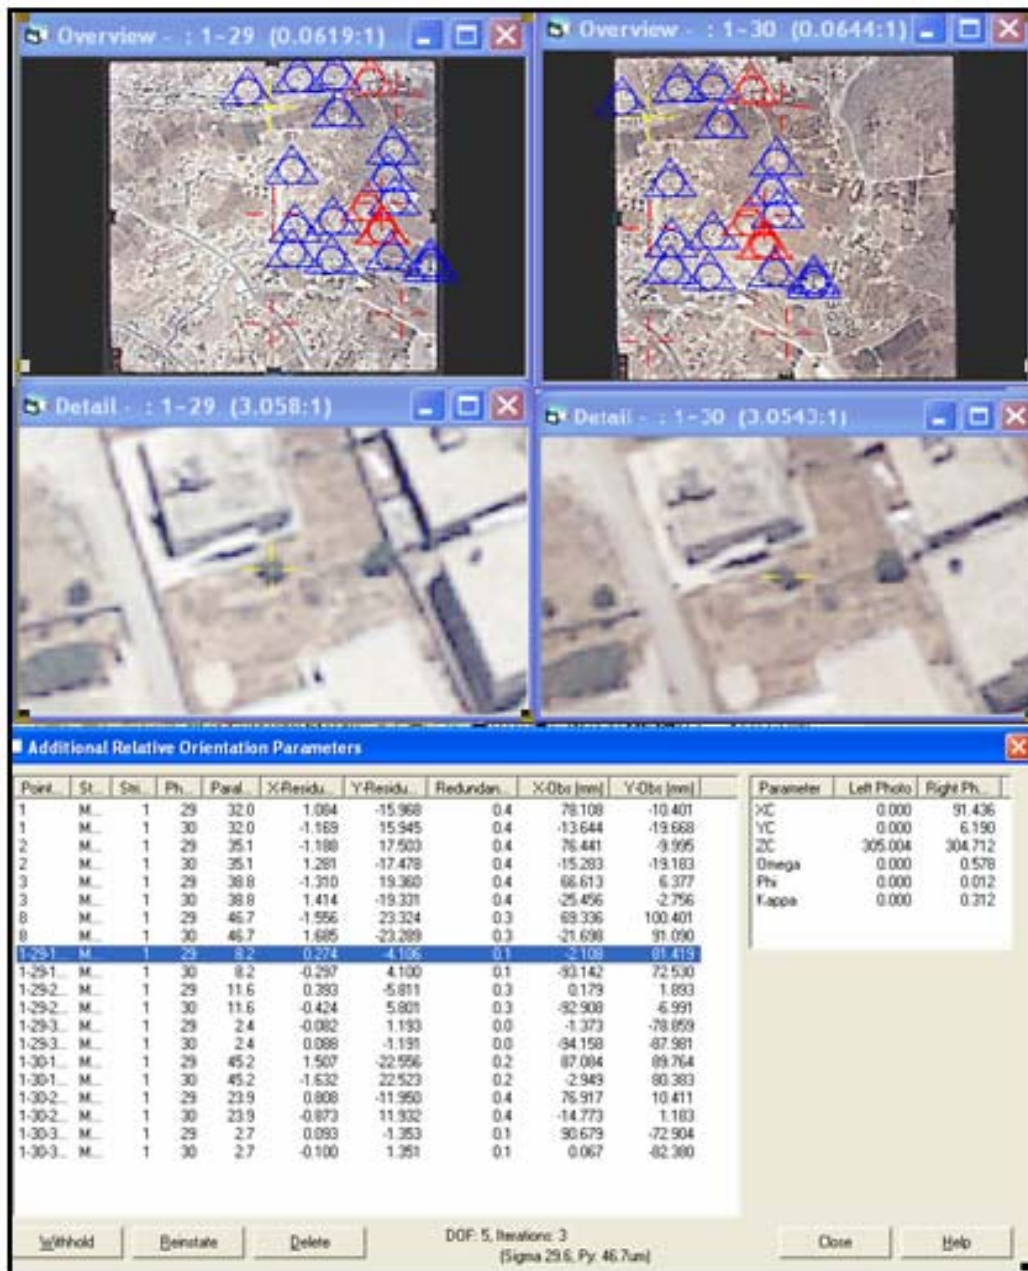 Overview - : 1-29 (0.0619:1)
Overview - : 1-30 (0.0644:1)
Detail - : 1-29 (3.058:1)
Detail - : 1-30 (3.0543:1)
Additional Relative Orientation Parameters
Point... St... Stri... Ph... Paral... X-Residu... Y-Residu... Redundan... X-Obs (mm) Y-Obs (mm)
1 M... 1 29 32.0 1.084 -15.968 0.4 78.108 -10.401
1 M... 1 30 32.0 -1.169 15.945 0.4 -13.644 -19.668
2 M... 1 29 35.1 -1.188 17.503 0.4 76.441 -9.995
2 M... 1 30 35.1 1.281 -17.478 0.4 -15.283 -19.183
3 M... 1 29 38.8 -1.310 19.360 0.4 66.613 6.377
3 M... 1 30 38.8 1.414 -19.331 0.4 -25.456 -2.756
8 M... 1 29 46.7 -1.556 23.324 0.3 69.336 100.401
8 M... 1 30 46.7 1.685 -23.289 0.3 -21.698 91.090
1-29-1... M... 1 29 8.2 0.274 -4.106 0.1 -2.108 81.419
1-29-1... M... 1 30 8.2 -0.297 4.100 0.1 -93.142 72.530
1-29-2... M... 1 29 11.6 0.393 -5.811 0.3 0.179 1.893
1-29-2... M... 1 30 11.6 -0.424 5.801 0.3 -92.908 -6.991
1-29-3... M... 1 29 2.4 -0.082 1.193 0.0 -1.373 -78.859
1-29-3... M... 1 30 2.4 0.088 -1.191 0.0 -94.158 -87.981
1-30-1... M... 1 29 45.2 1.507 -22.556 0.2 87.084 89.764
1-30-1... M... 1 30 45.2 -1.632 22.523 0.2 -2.949 80.383
1-30-2... M... 1 29 23.9 0.808 -11.950 0.4 76.917 10.411
1-30-2... M... 1 30 23.9 -0.873 11.932 0.4 -14.773 1.183
1-30-3... M... 1 29 2.7 0.093 -1.353 0.1 90.679 -72.904
1-30-3... M... 1 30 2.7 -0.100 1.351 0.1 0.067 -82.380
Parameter Left Photo Right Ph...
XC 0.000 91.436
YC 0.000 6.190
ZC 305.004 304.712
Omega 0.000 0.578
Phi 0.000 0.012
Kappa 0.000 0.312
Withhold Reinstate Delete
DOF: 5, Iterations: 3
(Sigma 29.6, Py: 46.7um)
Close Help